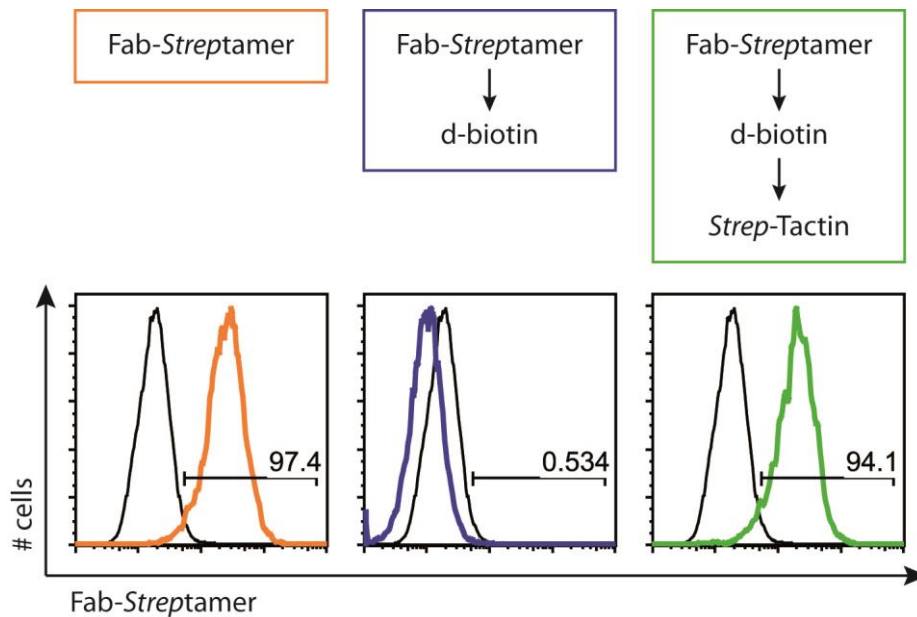 Fab-Streptamer
Fab-Streptamer
d-biotin
Fab-Streptamer
d-biotin
Strep-Tactin
# cells
97.4
0.534
94.1
Fab-Streptamer